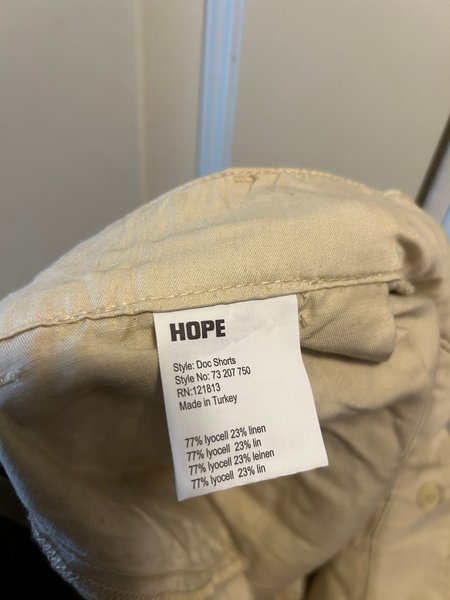 HOPE
Style: Doc Shorts
Style No: 73 207 750
RN:121813
Made in Turkey
77% lyocell 23% linen
77% lyocell 23% lin
77% lyocell 23% leinen
77% lyocell 23% lin